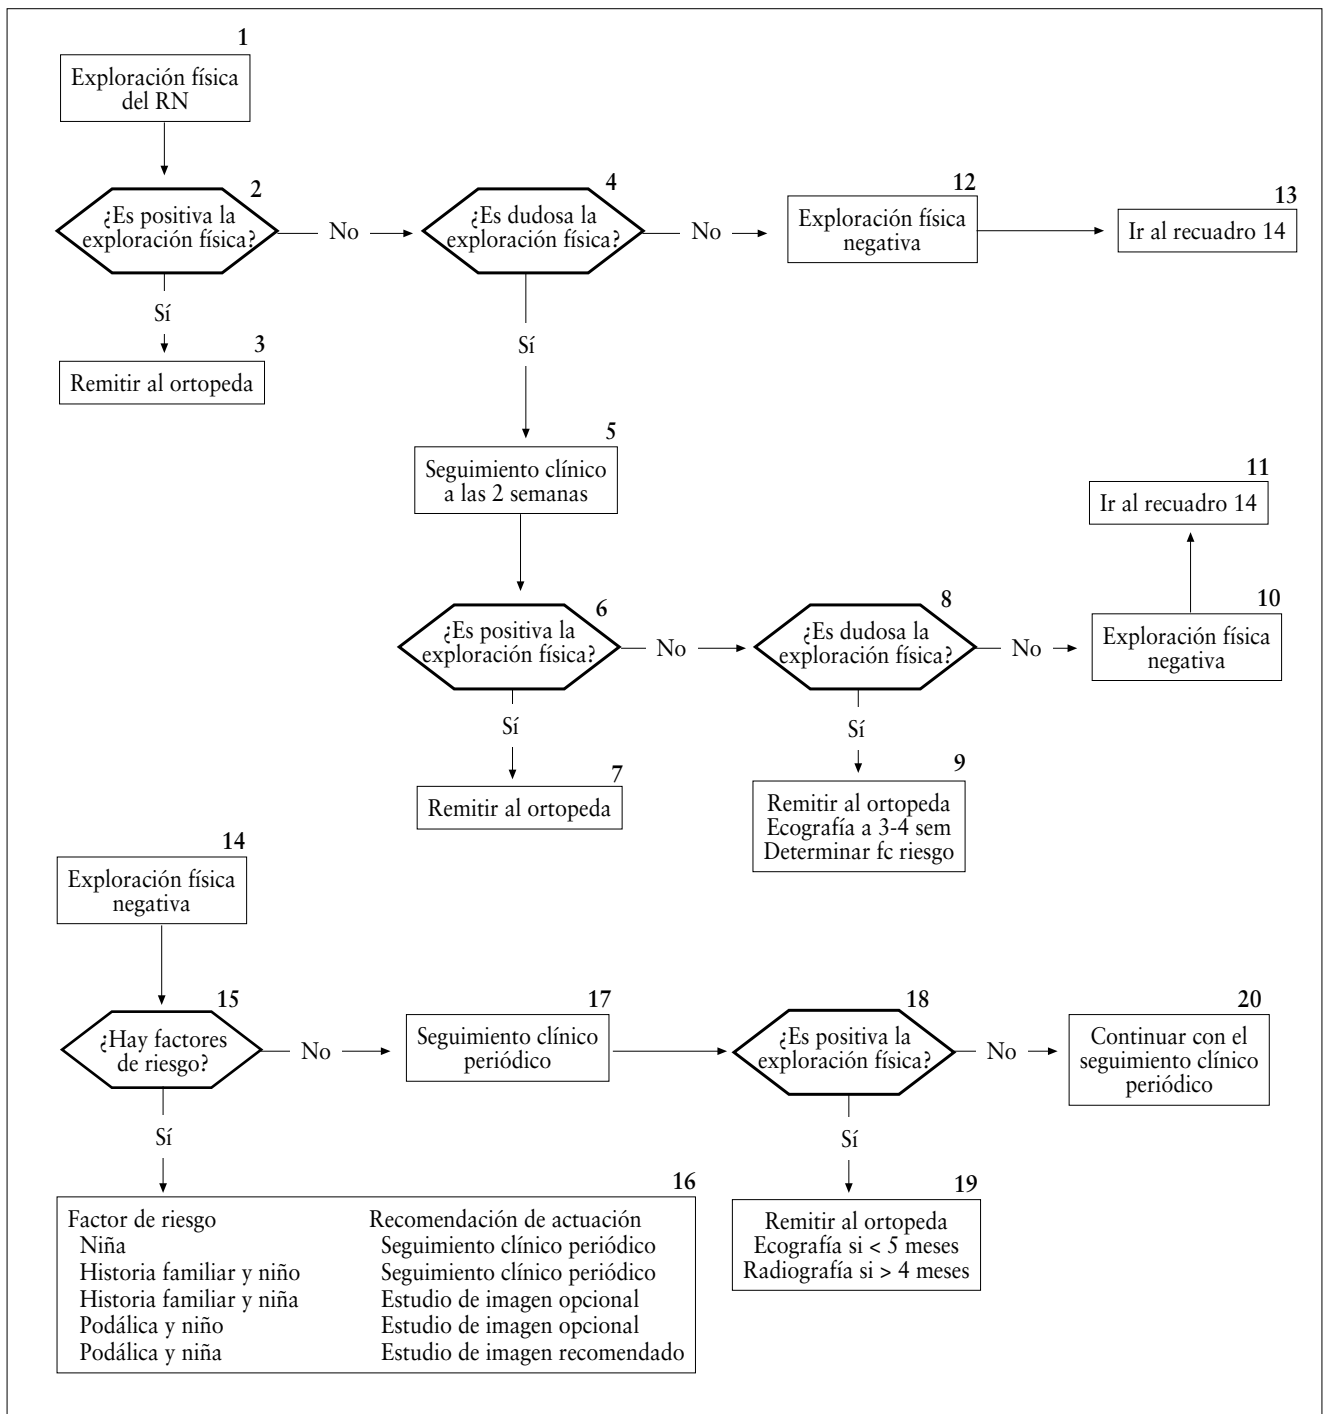 1
Exploración física
del RN
2
¿Es positiva la
exploración física?
No
4
¿Es dudosa la
exploración física?
No
12
Exploración física
negativa
13
Ir al recuadro 14
Sí
3
Remitir al ortopeda
Sí
5
Seguimiento clínico
a las 2 semanas
6
¿Es positiva la
exploración física?
No
8
¿Es dudosa la
exploración física?
No
10
Exploración física
negativa
11
Ir al recuadro 14
Sí
7
Remitir al ortopeda
Sí
9
Remitir al ortopeda
Ecografía a 3-4 sem
Determinar fc riesgo
14
Exploración física
negativa
15
¿Hay factores
de riesgo?
No
17
Seguimiento clínico
periódico
18
¿Es positiva la
exploración física?
No
20
Continuar con el
seguimiento clínico
periódico
Sí
16
Factor de riesgo Recomendación de actuación
Niña Seguimiento clínico periódico
Historia familiar y niño Seguimiento clínico periódico
Historia familiar y niña Estudio de imagen opcional
Podálica y niño Estudio de imagen opcional
Podálica y niña Estudio de imagen recomendado
Sí
19
Remitir al ortopeda
Ecografía si < 5 meses
Radiografía si > 4 meses